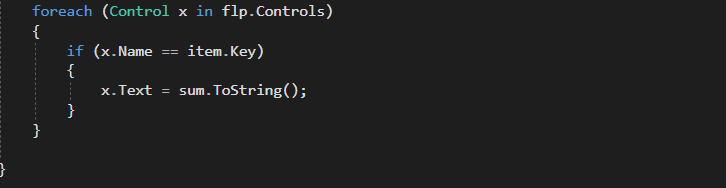 foreach (Control x in flp.Controls)
{
if (x.Name == item.Key)
{
x.Text = sum.ToString();
}
}
}